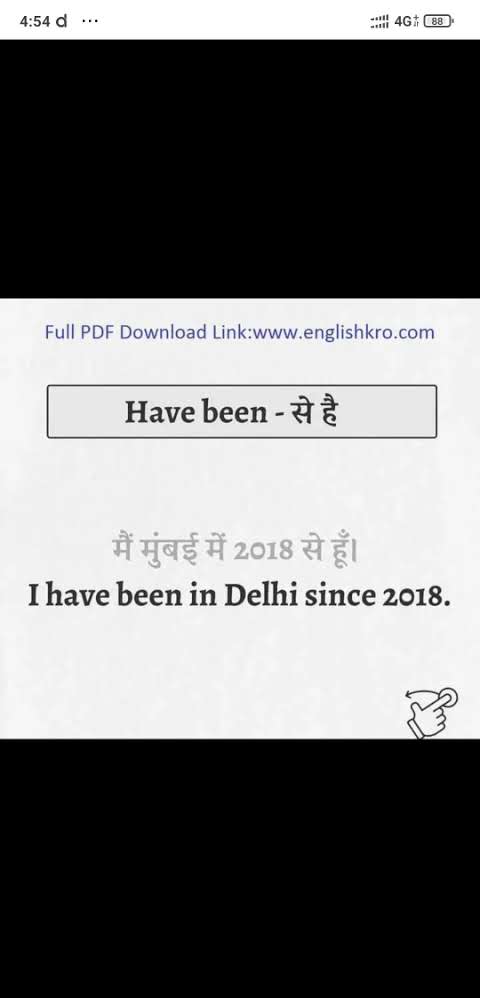 4:54 d ...
4G 88
Full PDF Download Link:www.englishkro.com
Have been - से है
मैं मुंबई में 2018 से हूँ।
I have been in Delhi since 2018.